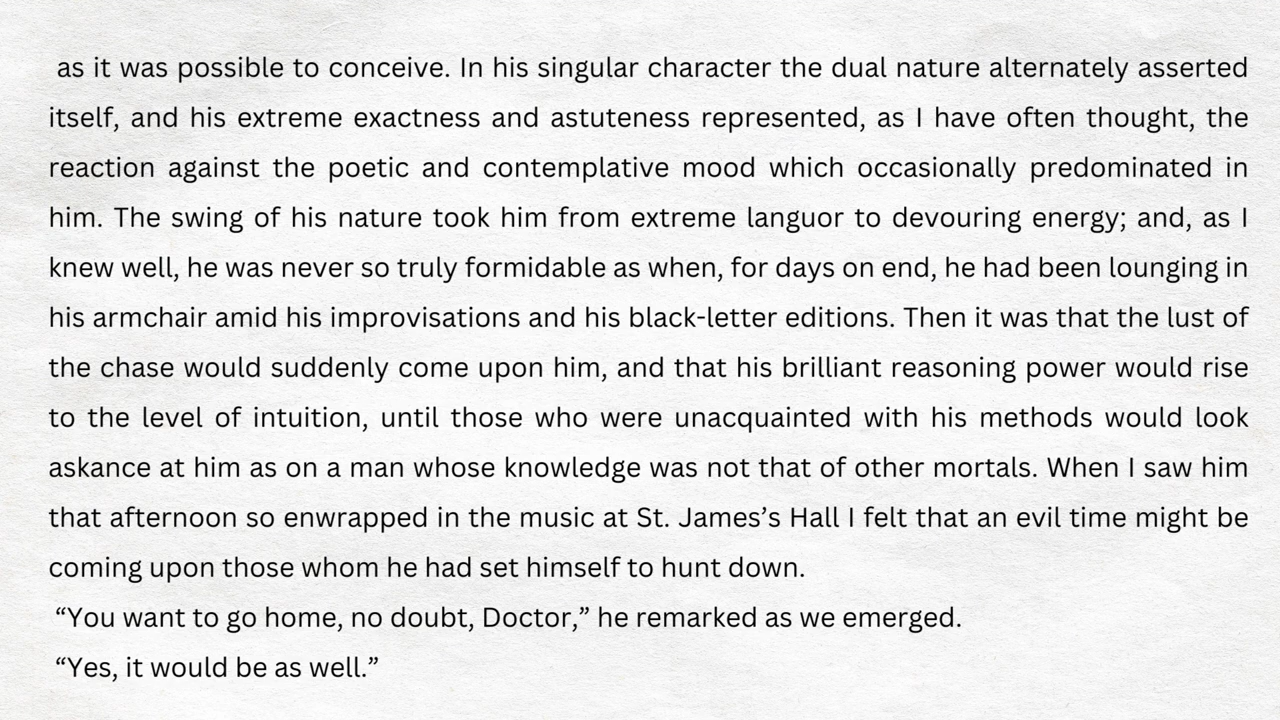 as it was possible to conceive. In his singular character the dual nature alternately asserted
itself, and his extreme exactness and astuteness represented, as I have often thought, the
reaction against the poetic and contemplative mood which occasionally predominated in
him. The swing of his nature took him from extreme languor to devouring energy; and, as I
knew well, he was never so truly formidable as when, for days on end, he had been lounging in
his armchair amid his improvisations and his black-letter editions. Then it was that the lust of
the chase would suddenly come upon him, and that his brilliant reasoning power would rise
to the level of intuition, until those who were unacquainted with his methods would look
askance at him as on a man whose knowledge was not that of other mortals. When I saw him
that afternoon so enwrapped in the music at St. James’s Hall I felt that an evil time might be
coming upon those whom he had set himself to hunt down.
“You want to go home, no doubt, Doctor,” he remarked as we emerged.
“Yes, it would be as well.”